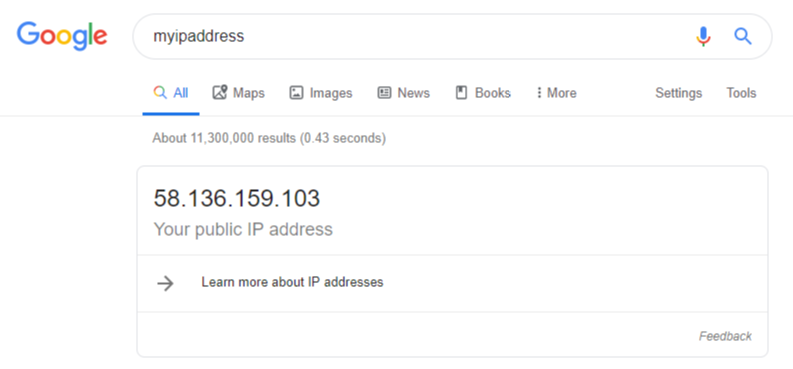 Google
myipaddress
All Maps Images News Books More Settings Tools
About 11,300,000 results (0.43 seconds)
58.136.159.103
Your public IP address
Learn more about IP addresses
Feedback